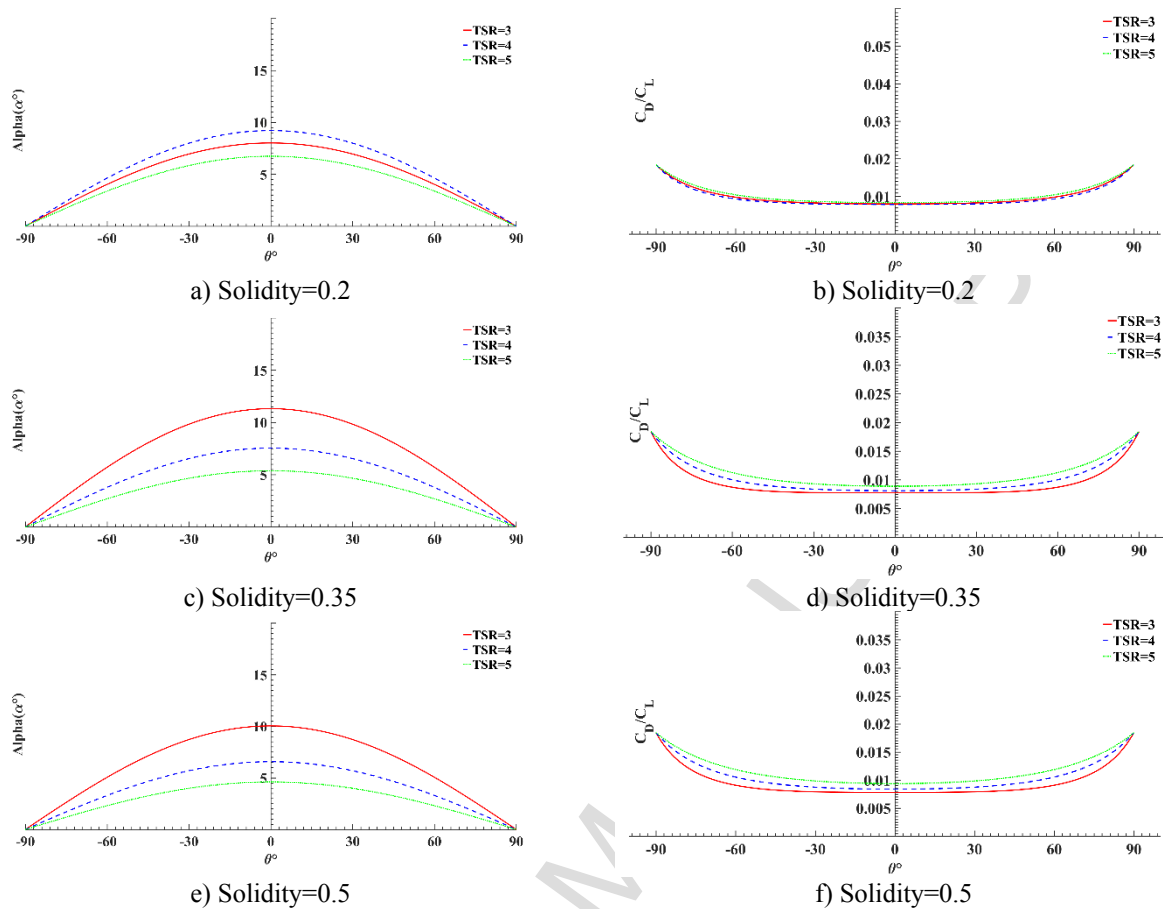 TSR=3
TSR=4
TSR=5
Alpha(α°)
15
10
5
-90 -60 -30 0 30 60 90
θ°
a) Solidity=0.2
TSR=3
TSR=4
TSR=5
C_D/C_L
0.05
0.04
0.03
0.02
0.01
-90 -60 -30 0 30 60 90
θ°
b) Solidity=0.2
TSR=3
TSR=4
TSR=5
Alpha(α°)
15
10
5
-90 -60 -30 0 30 60 90
θ°
c) Solidity=0.35
TSR=3
TSR=4
TSR=5
C_D/C_L
0.035
0.03
0.025
0.02
0.015
0.01
0.005
-90 -60 -30 0 30 60 90
θ°
d) Solidity=0.35
TSR=3
TSR=4
TSR=5
Alpha(α°)
15
10
5
-90 -60 -30 0 30 60 90
θ°
e) Solidity=0.5
TSR=3
TSR=4
TSR=5
C_D/C_L
0.035
0.03
0.025
0.02
0.015
0.01
0.005
-90 -60 -30 0 30 60 90
θ°
f) Solidity=0.5